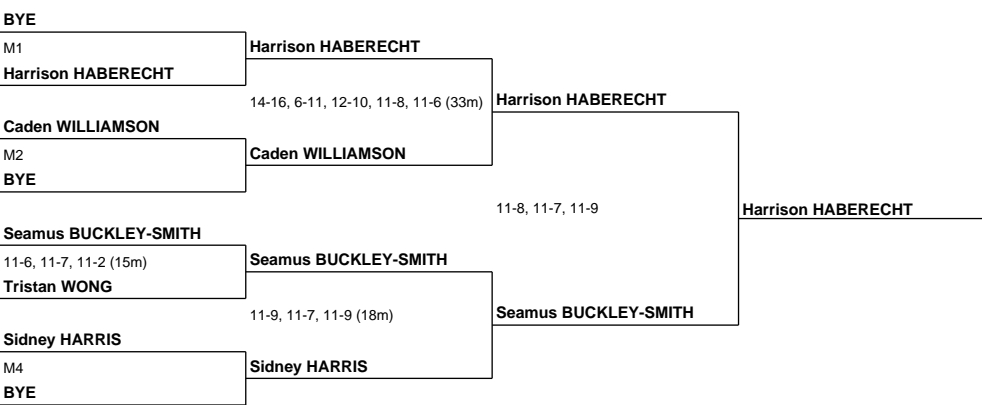 BYE
M1
Harrison HABERECHT
Caden WILLIAMSON
M2
BYE
Seamus BUCKLEY-SMITH
11-6, 11-7, 11-2 (15m)
Tristan WONG
Sidney HARRIS
M4
BYE
Harrison HABERECHT
14-16, 6-11, 12-10, 11-8, 11-6 (33m)
Caden WILLIAMSON
Seamus BUCKLEY-SMITH
11-9, 11-7, 11-9 (18m)
Sidney HARRIS
Harrison HABERECHT
11-8, 11-7, 11-9
Seamus BUCKLEY-SMITH
Harrison HABERECHT